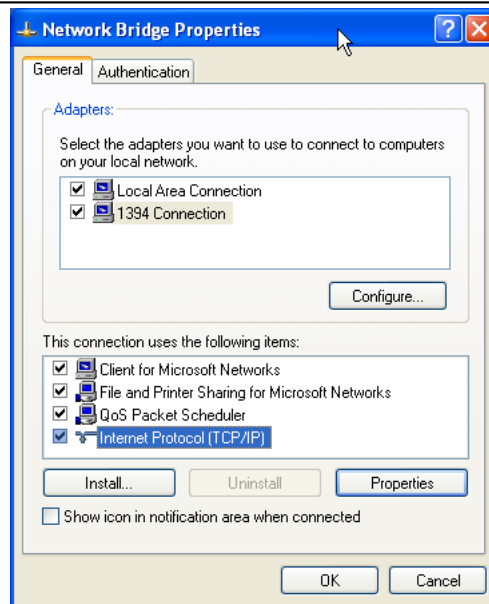 Network Bridge Properties
?
General
Authentication
Adapters:
Select the adapters you want to use to connect to computers
on your local network.
Local Area Connection
1394 Connection
Configure...
This connection uses the following items:
Client for Microsoft Networks
File and Printer Sharing for Microsoft Networks
QoS Packet Scheduler
Internet Protocol (TCP/IP)
Install...
Uninstall
Properties
Show icon in notification area when connected
OK
Cancel